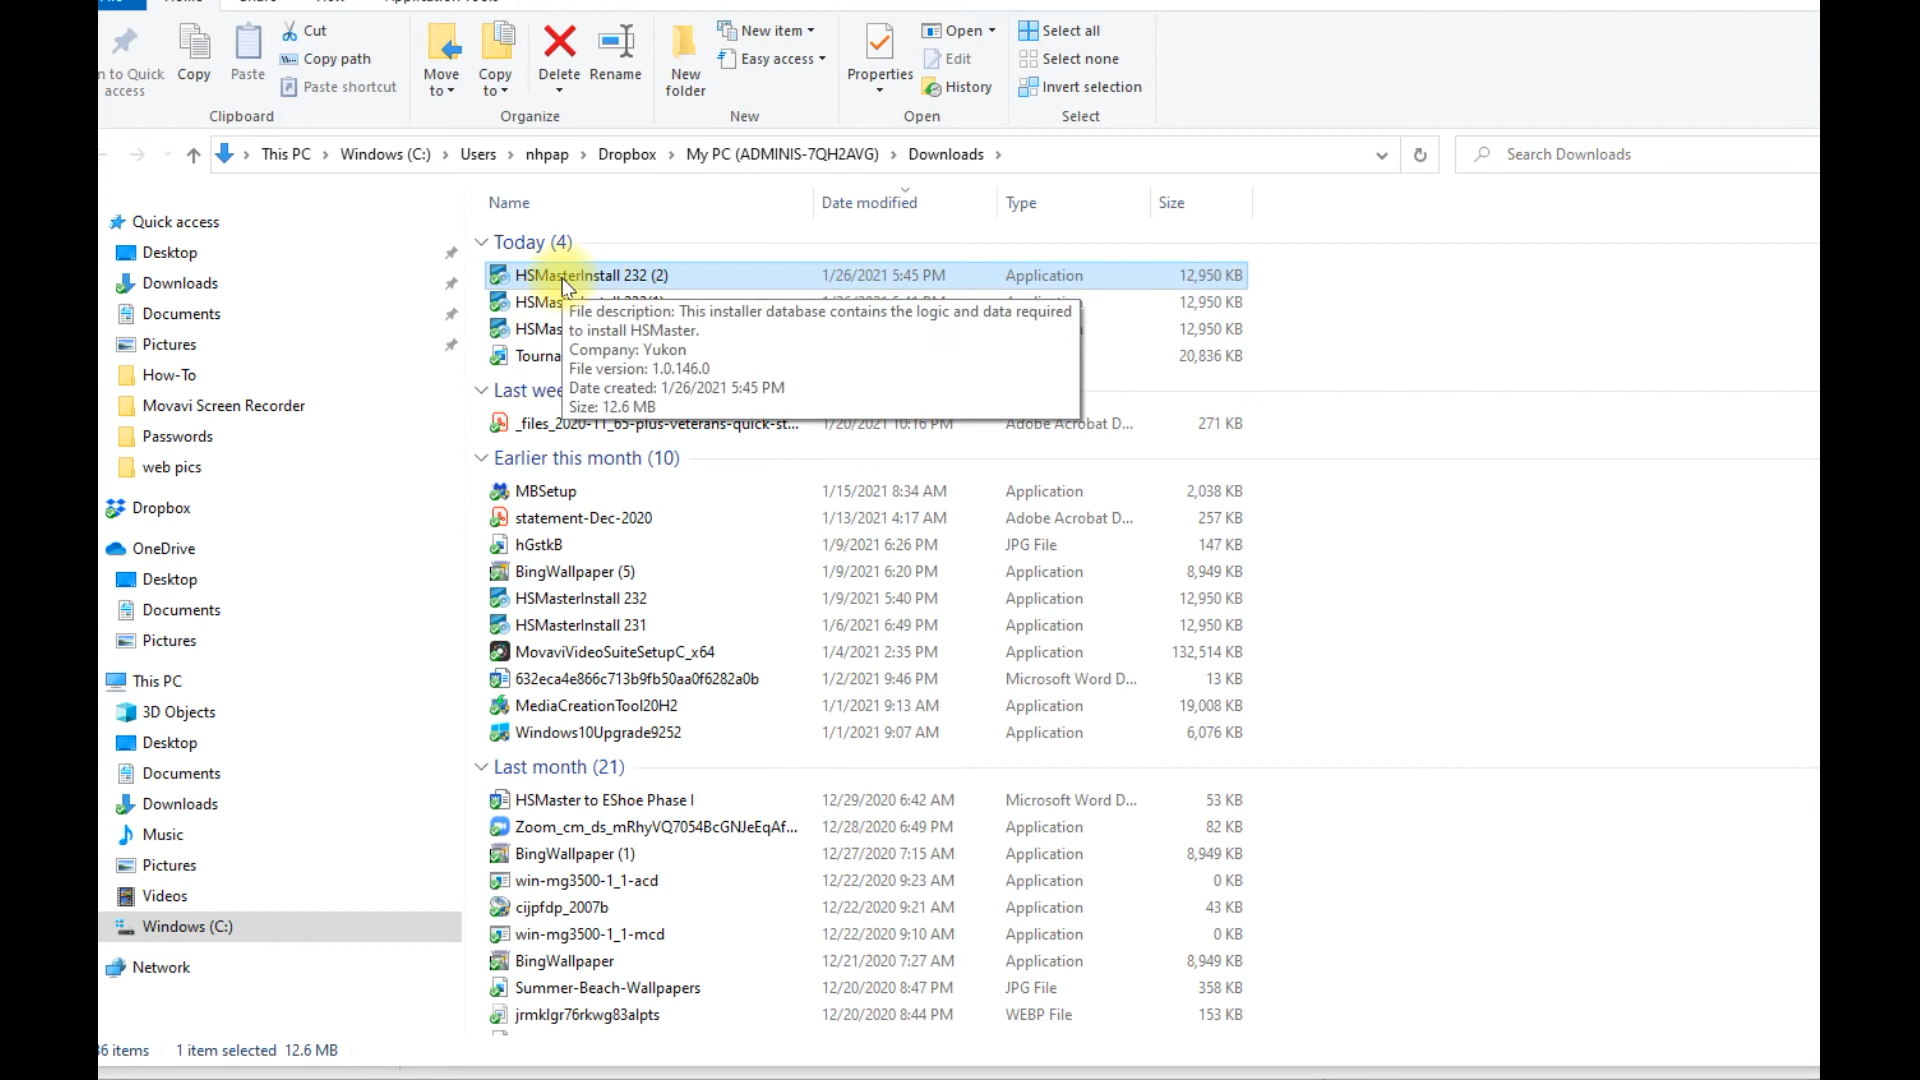 Cut
Copy path
Paste shortcut
n to Quick
access
Copy
Paste
Clipboard
Move
to
Copy
to
Delete
Rename
Organize
New
folder
New item
Easy access
New
Properties
Open
Edit
History
Open
Select all
Select none
Invert selection
Select
This PC > Windows (C:) > Users > nhpap > Dropbox > My PC (ADMINIS-7QH2AVG) > Downloads >
Search Downloads
Quick access
Desktop
Downloads
Documents
Pictures
How-To
Movavi Screen Recorder
Passwords
web pics
Dropbox
OneDrive
Desktop
Documents
Pictures
This PC
3D Objects
Desktop
Documents
Downloads
Music
Pictures
Videos
Windows (C:)
Network
Name Date modified Type Size
Today (4)
HSMasterInstall 232 (2) 1/26/2021 5:45 PM Application 12,950 KB
HSMas 12,950 KB
HSMas 12,950 KB
Tourna 20,836 KB
File description: This installer database contains the logic and data required
to install HSMaster.
Company: Yukon
File version: 1.0.146.0
Date created: 1/26/2021 5:45 PM
Size: 12.6 MB
Last wee
_files_2020-11_65-plus-veterans-quick-st... 1/20/2021 10:16 PM Adobe Acrobat D... 271 KB
Earlier this month (10)
MBSetup 1/15/2021 8:34 AM Application 2,038 KB
statement-Dec-2020 1/13/2021 4:17 AM Adobe Acrobat D... 257 KB
hGstkB 1/9/2021 6:26 PM JPG File 147 KB
BingWallpaper (5) 1/9/2021 6:20 PM Application 8,949 KB
HSMasterInstall 232 1/9/2021 5:40 PM Application 12,950 KB
HSMasterInstall 231 1/6/2021 6:49 PM Application 12,950 KB
MovaviVideoSuiteSetupC_x64 1/4/2021 2:35 PM Application 132,514 KB
632eca4e866c713b9fb50aa0f6282a0b 1/2/2021 9:46 PM Microsoft Word D... 13 KB
MediaCreationTool20H2 1/1/2021 9:13 AM Application 19,008 KB
Windows10Upgrade9252 1/1/2021 9:07 AM Application 6,076 KB
Last month (21)
HSMaster to EShoe Phase I 12/29/2020 6:42 AM Microsoft Word D... 53 KB
Zoom_cm_ds_mRhyVQ7054BcGNJeEqAf... 12/28/2020 6:49 PM Application 82 KB
BingWallpaper (1) 12/27/2020 7:15 AM Application 8,949 KB
win-mg3500-1_1-acd 12/22/2020 9:23 AM Application 0 KB
cijpfdp_2007b 12/22/2020 9:21 AM Application 43 KB
win-mg3500-1_1-mcd 12/22/2020 9:10 AM Application 0 KB
BingWallpaper 12/21/2020 7:27 AM Application 8,949 KB
Summer-Beach-Wallpapers 12/20/2020 8:47 PM JPG File 358 KB
jrmklgr76rkwg83alpts 12/20/2020 8:44 PM WEBP File 153 KB
6 items 1 item selected 12.6 MB